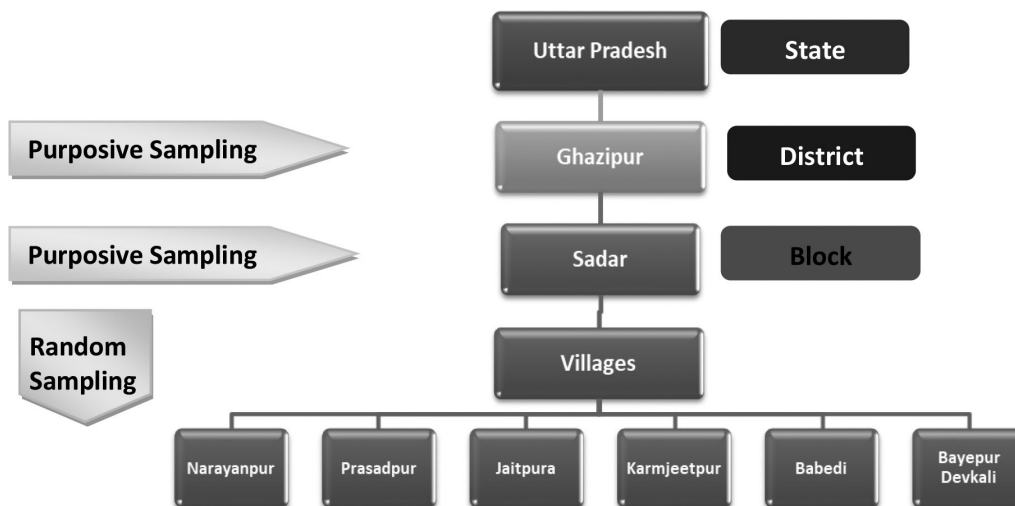 Uttar Pradesh
State
Purposive Sampling
Ghazipur
District
Purposive Sampling
Sadar
Block
Random
Sampling
Villages
Narayanpur
Prasadpur
Jaitpura
Karmjeetpur
Babedi
Bayepur
Devkali